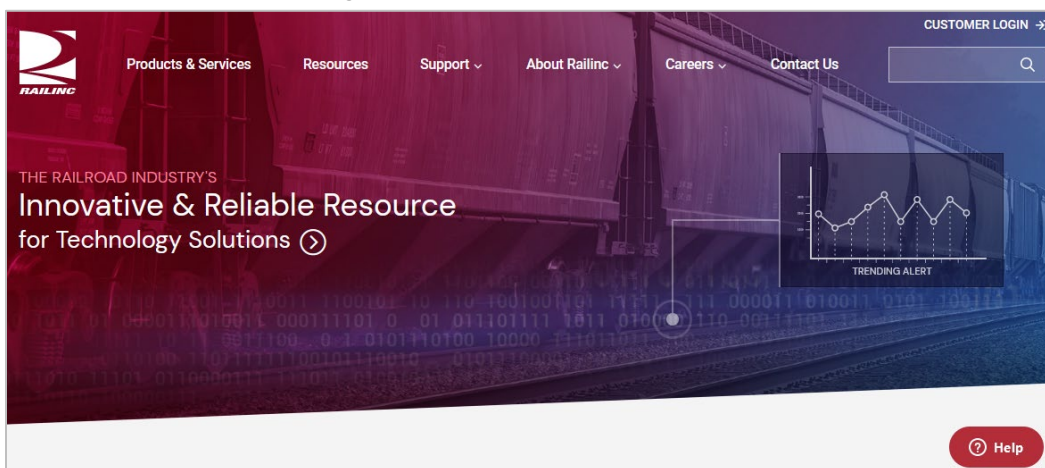 CUSTOMER LOGIN
RAILINC
Products & Services
Resources
Support
About Railinc
Careers
Contact Us
THE RAILROAD INDUSTRY'S
Innovative & Reliable Resource
for Technology Solutions
TRENDING ALERT
Help